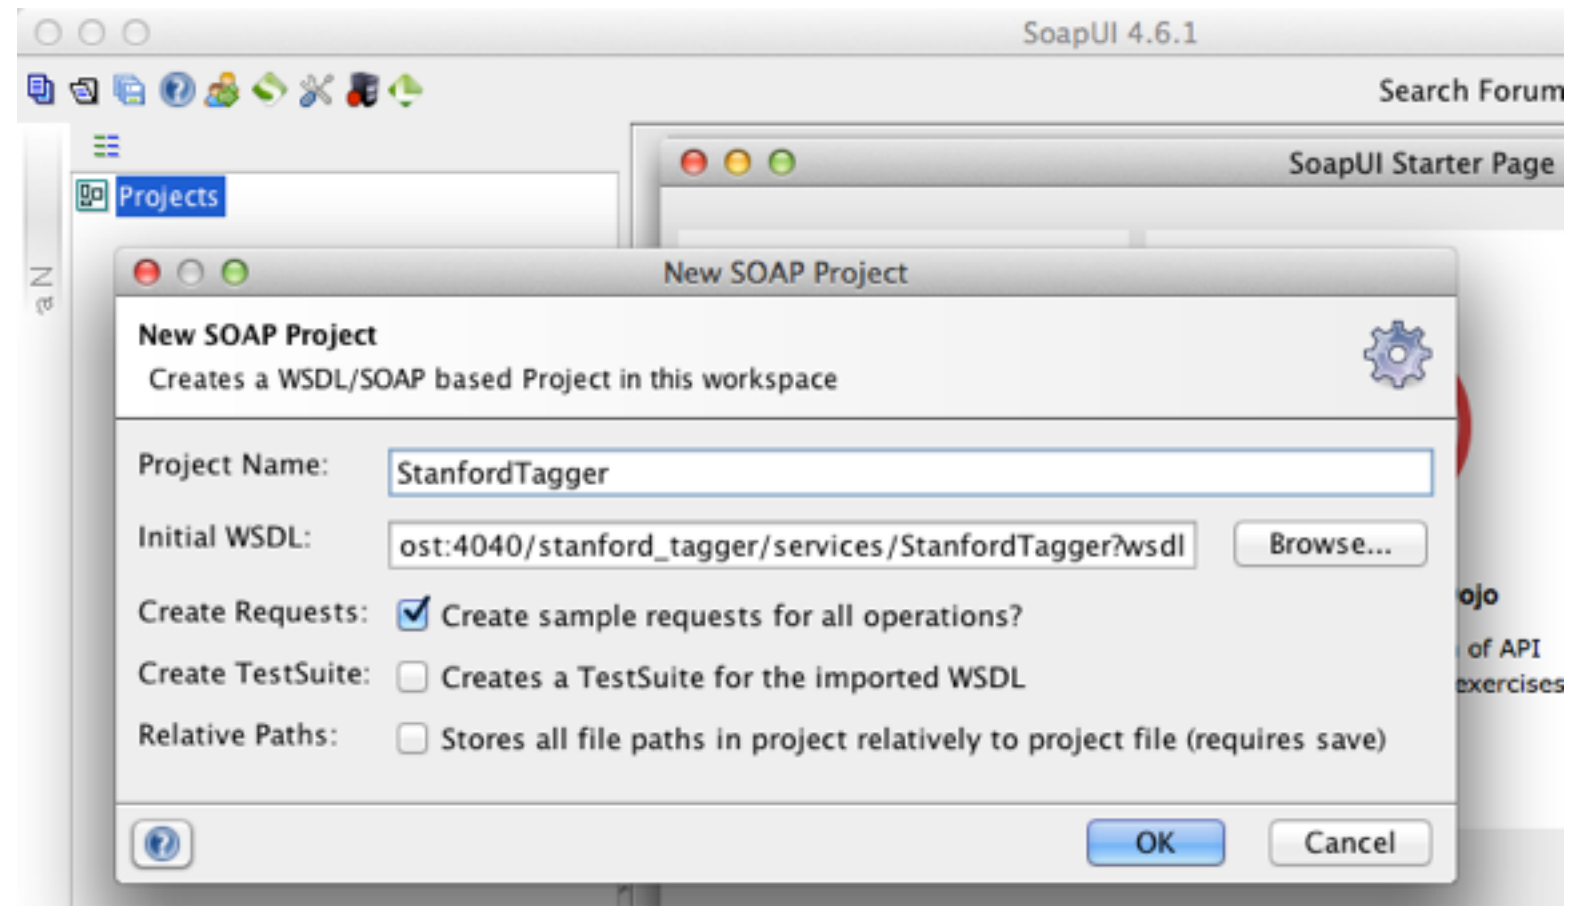 SoapUI 4.6.1
Search Forum
SoapUI Starter Page
Projects
New SOAP Project
New SOAP Project
Creates a WSDL/SOAP based Project in this workspace
Project Name: StanfordTagger
Initial WSDL: ost:4040/stanford_tagger/services/StanfordTagger?wsdl Browse...
Create Requests: Create sample requests for all operations?
ojo
of API
Create TestSuite: Creates a TestSuite for the imported WSDL
exercises
Relative Paths: Stores all file paths in project relatively to project file (requires save)
OK Cancel